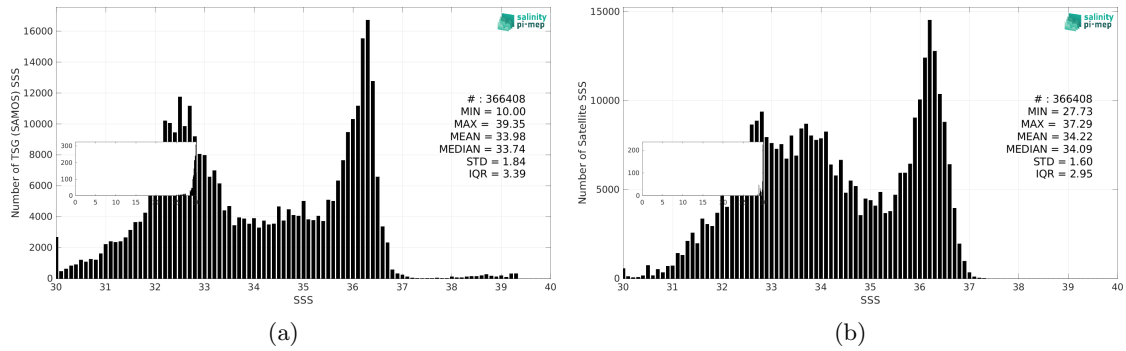 16000
14000
12000
10000
8000
6000
4000
2000
0
Number of TSG (SAMOS) SSS
300
200
100
0
0 5 10 15
30 31 32 33 34 35 36 37 38 39 40
SSS
salinity
pi-mep
# : 366408
MIN = 10.00
MAX = 39.35
MEAN = 33.98
MEDIAN = 33.74
STD = 1.84
IQR = 3.39
(a)
15000
10000
5000
0
Number of Satellite SSS
200
100
0
0 5 10 15 20
30 31 32 33 34 35 36 37 38 39 40
SSS
salinity
pi-mep
# : 366408
MIN = 27.73
MAX = 37.29
MEAN = 34.22
MEDIAN = 34.09
STD = 1.60
IQR = 2.95
(b)